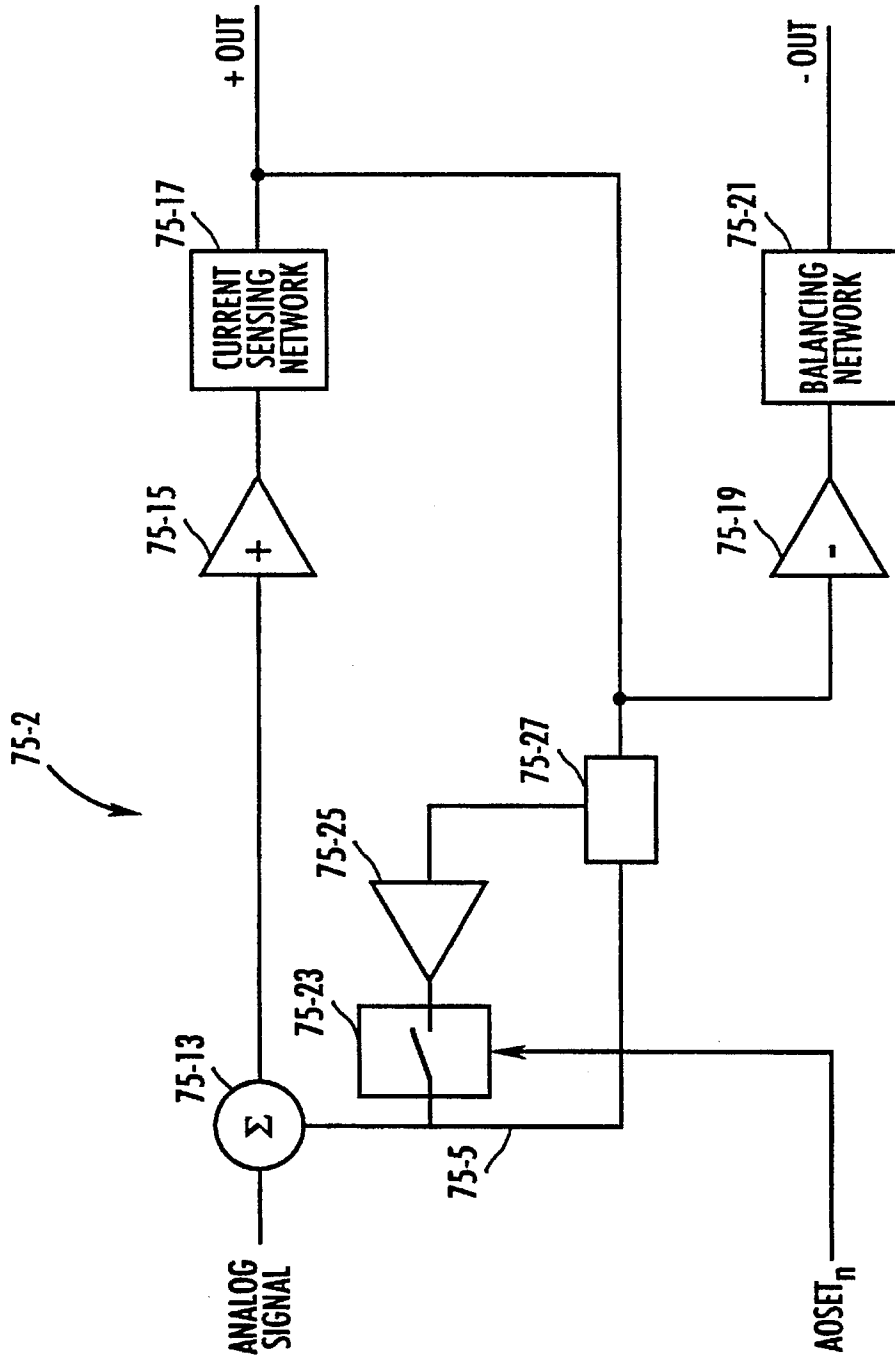 75-2
75-13
Σ
ANALOG
SIGNAL
75-15
+
75-17
CURRENT
SENSING
NETWORK
+ OUT
75-23
75-25
75-27
75-5
75-19
-
75-21
BALANCING
NETWORK
- OUT
AOSETn